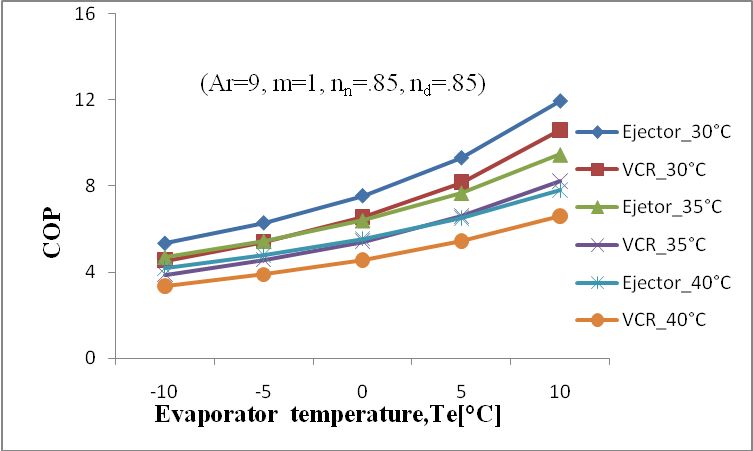 16
12
8
4
0
COP
(Ar=9, m=1, nn=.85, nd=.85)
Ejector_30°C
VCR_30°C
Ejetor_35°C
VCR_35°C
Ejector_40°C
VCR_40°C
-10 -5 0 5 10
Evaporator temperature,Te[°C]